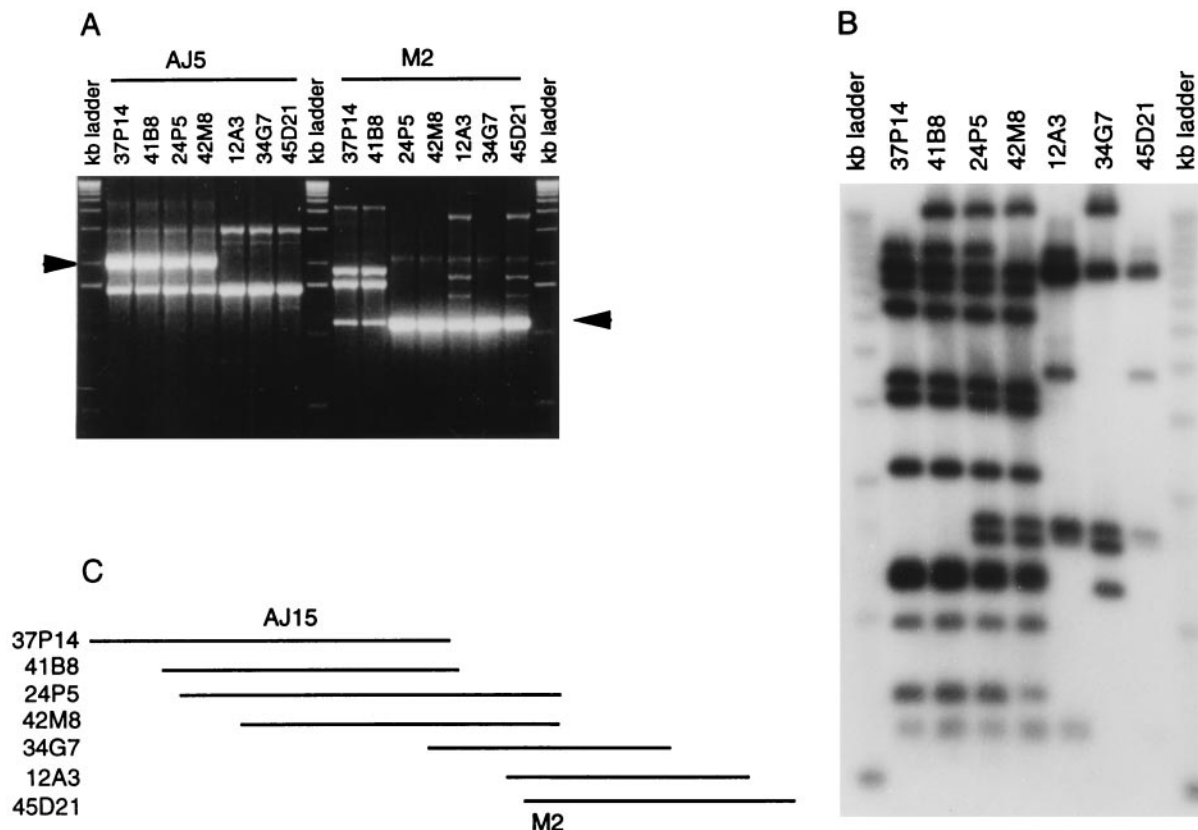 A
AJ5
M2
kb ladder
37P14
41B8
24P5
42M8
12A3
34G7
45D21
kb ladder
37P14
41B8
24P5
42M8
12A3
34G7
45D21
kb ladder
B
kb ladder
37P14
41B8
24P5
42M8
12A3
34G7
45D21
kb ladder
C
AJ15
37P14
41B8
24P5
42M8
34G7
12A3
45D21
M2